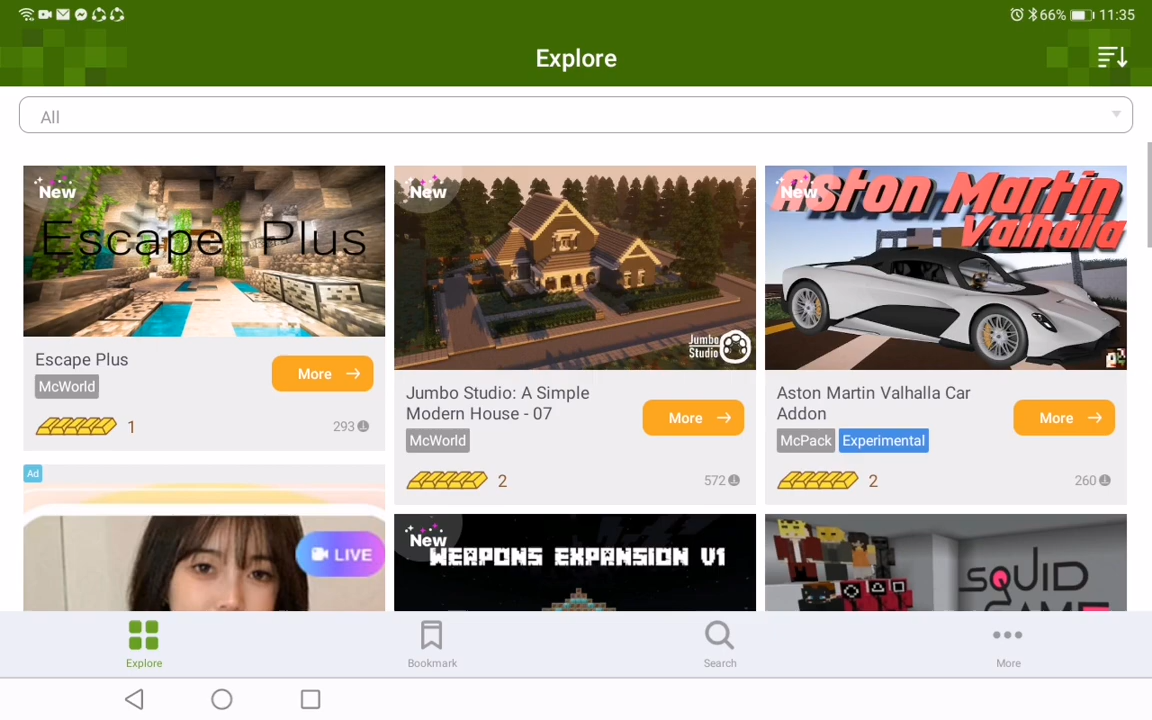 66% 11:35
Explore
All
New
Escape Plus
Escape Plus
McWorld
More
1
293
New
Jumbo
Studio
Jumbo Studio: A Simple
Modern House - 07
McWorld
More
2
572
New
Aston Martin
Valhalla
Aston Martin Valhalla Car
Addon
McPack Experimental
More
2
260
Ad
LIVE
New
WEAPONS EXPANSION V1
SQUID
GAME
Explore
Bookmark
Search
More